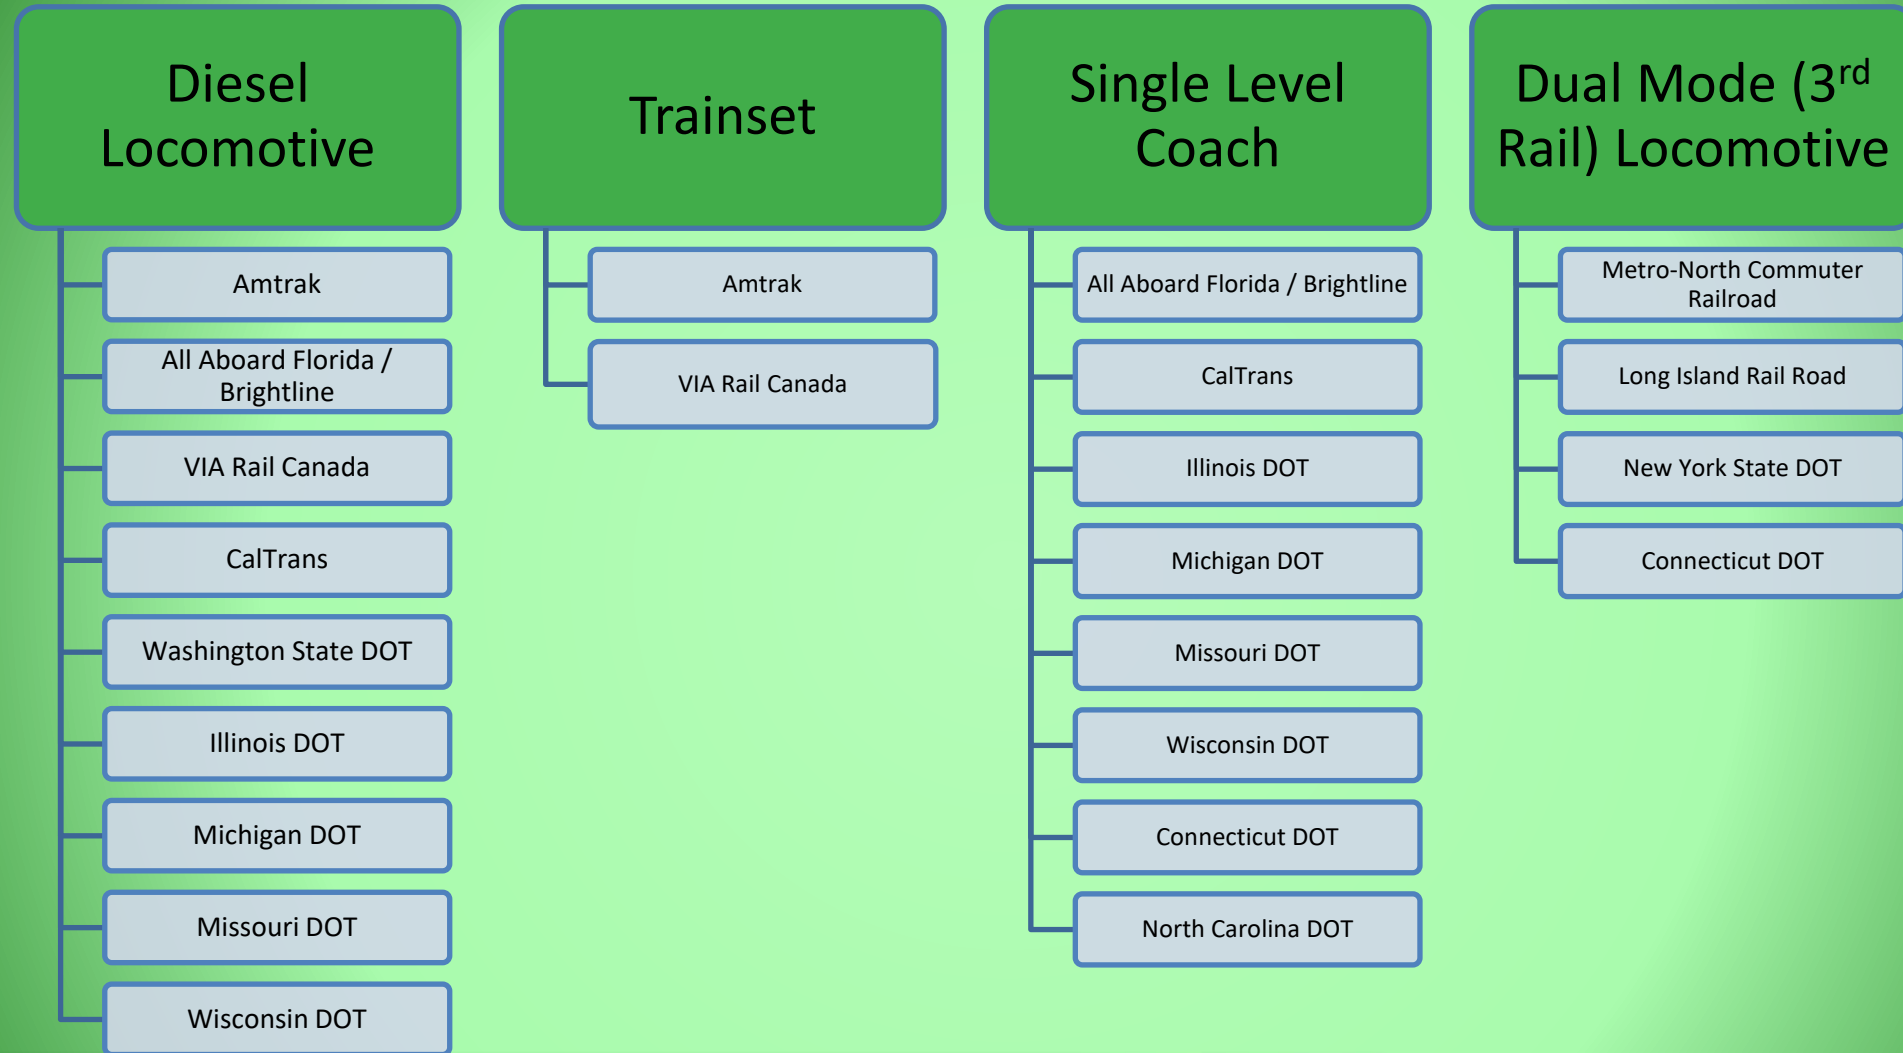 Diesel
Locomotive
Amtrak
All Aboard Florida /
Brightline
VIA Rail Canada
CalTrans
Washington State DOT
Illinois DOT
Michigan DOT
Missouri DOT
Wisconsin DOT
Trainset
Amtrak
VIA Rail Canada
Single Level
Coach
All Aboard Florida / Brightline
CalTrans
Illinois DOT
Michigan DOT
Missouri DOT
Wisconsin DOT
Connecticut DOT
North Carolina DOT
Dual Mode (3rd
Rail) Locomotive
Metro-North Commuter
Railroad
Long Island Rail Road
New York State DOT
Connecticut DOT